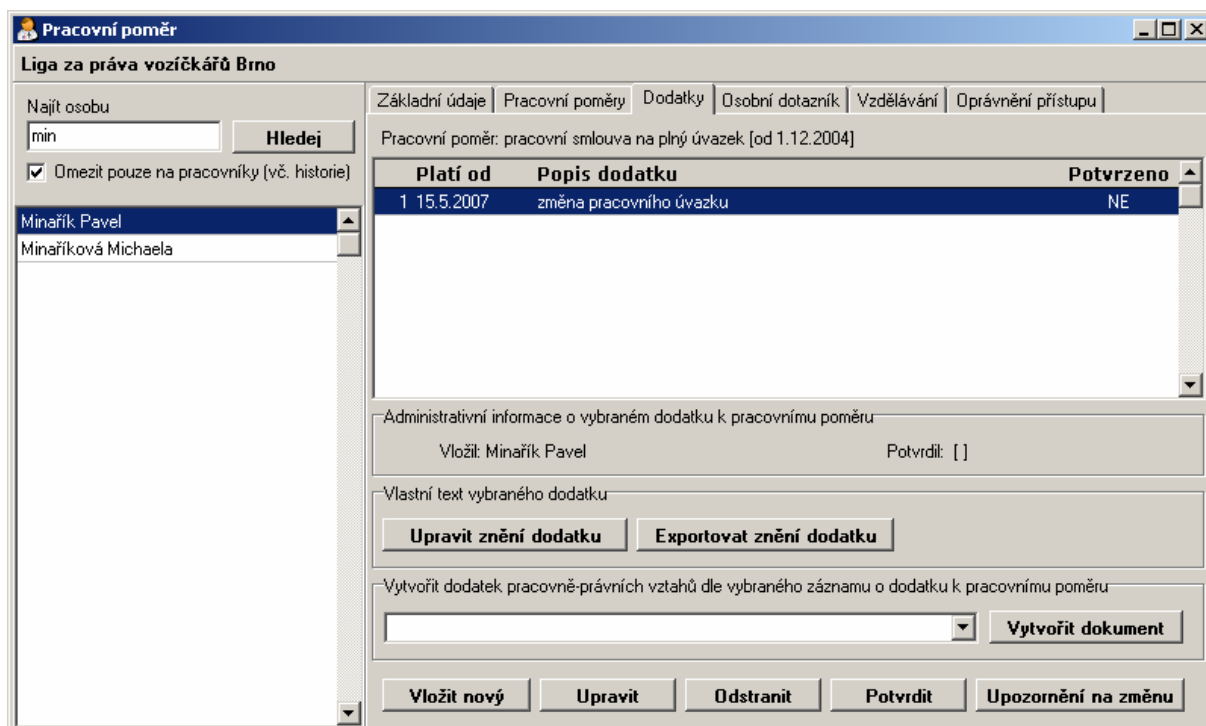 Pracovní poměr
Liga za práva vozíčkářů Brno
Najít osobu
min
Hledej
Omezit pouze na pracovníky (vč. historie)
Minařík Pavel
Minaříková Michaela
Základní údaje Pracovní poměry Dodatky Osobní dotazník Vzdělávání Oprávnění přístupu
Pracovní poměr: pracovní smlouva na plný úvazek [od 1.12.2004]
Platí od Popis dodatku Potvrzeno
1 15.5.2007 změna pracovního úvazku NE
Administrativní informace o vybraném dodatku k pracovnímu poměru
Vložil: Minařík Pavel Potvrdil: [ ]
Vlastní text vybraného dodatku
Upravit znění dodatku Exportovat znění dodatku
Vytvořit dodatek pracovně-právních vztahů dle vybraného záznamu o dodatku k pracovnímu poměru
Vytvořit dokument
Vložit nový Upravit Odstranit Potvrdit Upozornění na změnu